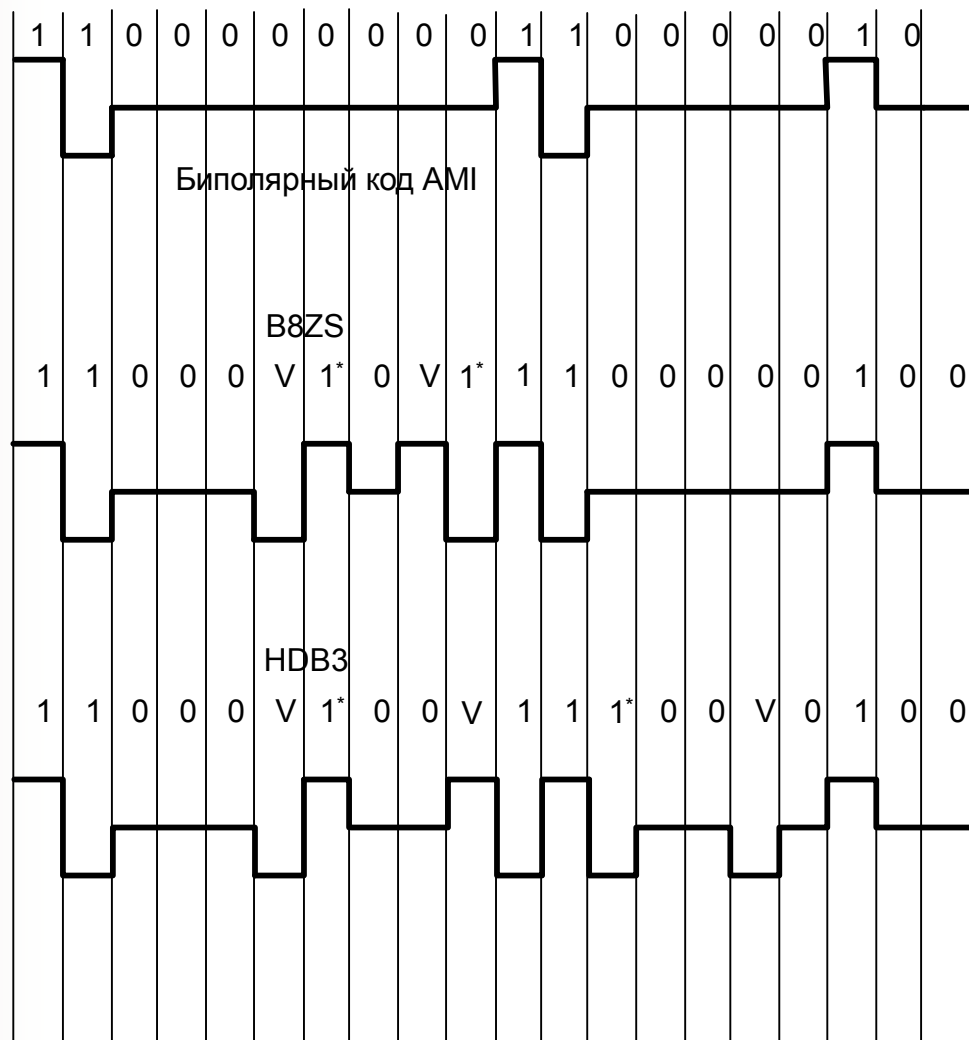 1 1 0 0 0 0 0 0 0 0 1 1 0 0 0 0 0 1 0
Биполярный код AMI
B8ZS
1 1 0 0 0 V 1* 0 V 1* 1 1 0 0 0 0 0 1 0 0
HDB3
1 1 0 0 0 V 1* 0 0 V 1 1 1* 0 0 V 0 1 0 0